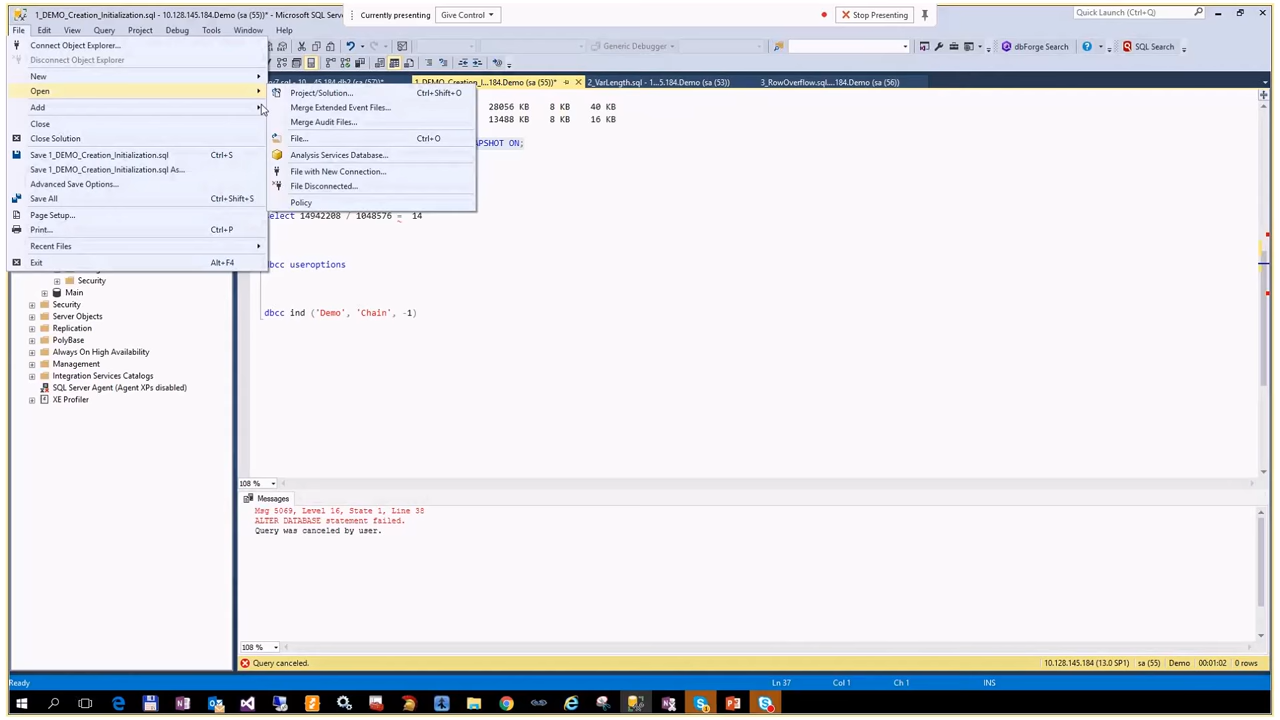 1_DEMO_Creation_Initialization.sql - 10.128.145.184.Demo (sa (55))* - Microsoft SQL Server
Currently presenting
Give Control
Stop Presenting
Quick Launch (Ctrl+Q)
File Edit View Query Project Debug Tools Window Help
Generic Debugger
dbForge Search
SQL Search
1_DEMO_Creation_I...184.Demo (sa (55))*
2_VarLength.sql - 1....5.184.Demo (sa (53))
3_RowOverflow.sql....184.Demo (sa (56))
Connect Object Explorer...
Disconnect Object Explorer
New
Open
Add
Close
Close Solution
Save 1_DEMO_Creation_Initialization.sql Ctrl+S
Save 1_DEMO_Creation_Initialization.sql As...
Advanced Save Options...
Save All Ctrl+Shift+S
Page Setup...
Print... Ctrl+P
Recent Files
Exit Alt+F4
Project/Solution... Ctrl+Shift+O
Merge Extended Event Files...
Merge Audit Files...
File... Ctrl+O
Analysis Services Database...
File with New Connection...
File Disconnected...
Policy
28056 KB 8 KB 40 KB
13488 KB 8 KB 16 KB
APSHOT ON;
select 14942208 / 1048576 = 14
dbcc useroptions
dbcc ind ('Demo', 'Chain', -1)
Security
Main
Security
Server Objects
Replication
PolyBase
Always On High Availability
Management
Integration Services Catalogs
SQL Server Agent (Agent XPs disabled)
XE Profiler
108 %
Messages
Msg 5069, Level 16, State 1, Line 38
ALTER DATABASE statement failed.
Query was canceled by user.
108 %
Query canceled.
10.128.145.184 (13.0 SP1) sa (55) Demo 00:01:02 0 rows
Ready Ln 37 Col 1 Ch 1 INS